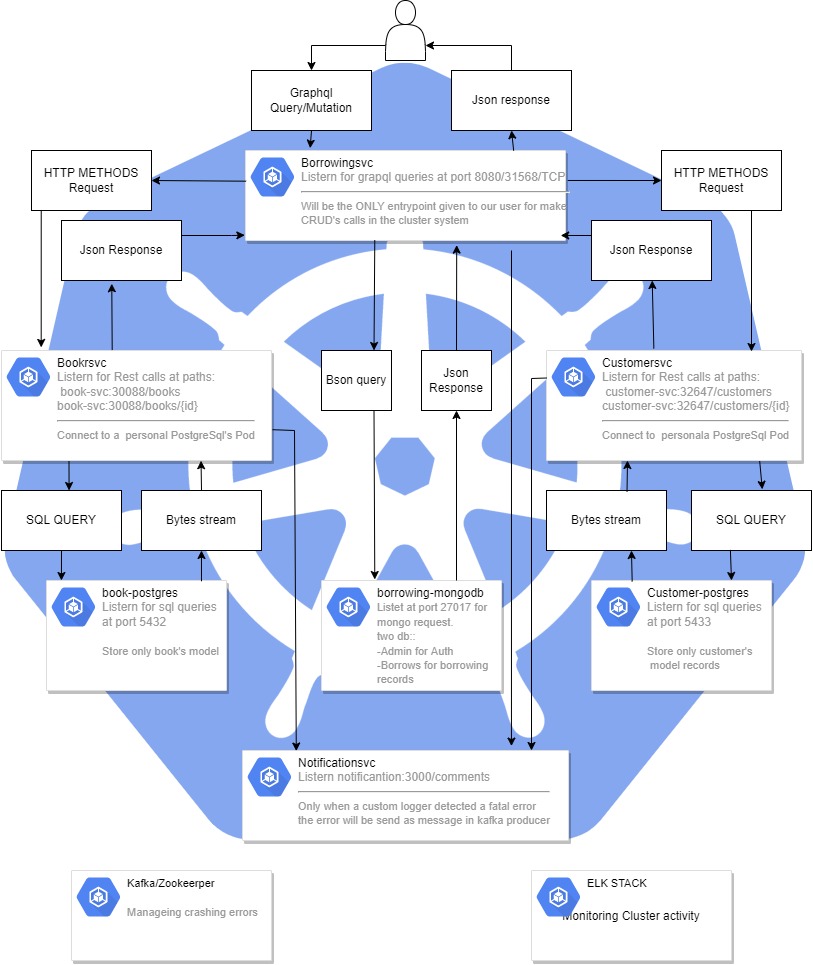 Graphql
Query/Mutation
Json response
Borrowingsvc
Listern for grapql queries at port 8080/31568/TCP
Will be the ONLY entrypoint given to our user for make
CRUD's calls in the cluster system
HTTP METHODS
Request
HTTP METHODS
Request
Json Response
Json Response
Bookrsvc
Listern for Rest calls at paths:
book-svc:30088/books
book-svc:30088/books/{id}
Connect to a personal PostgreSql's Pod
Bson query
Json
Response
Customersvc
Listern for Rest calls at paths:
customer-svc:32647/customers
customer-svc:32647/customers/{id}
Connect to personala PostgreSql Pod
SQL QUERY
Bytes stream
Bytes stream
SQL QUERY
book-postgres
Listern for sql queries
at port 5432
Store only book's model
borrowing-mongodb
Listet at port 27017 for
mongo request.
two db::
-Admin for Auth
-Borrows for borrowing
records
Customer-postgres
Listern for sql queries
at port 5433
Store only customer's
model records
Notificationsvc
Listern notificantion:3000/comments
Only when a custom logger detected a fatal error
the error will be send as message in kafka producer
Kafka/Zookeerper
Manageing crashing errors
ELK STACK
Monitoring Cluster activity